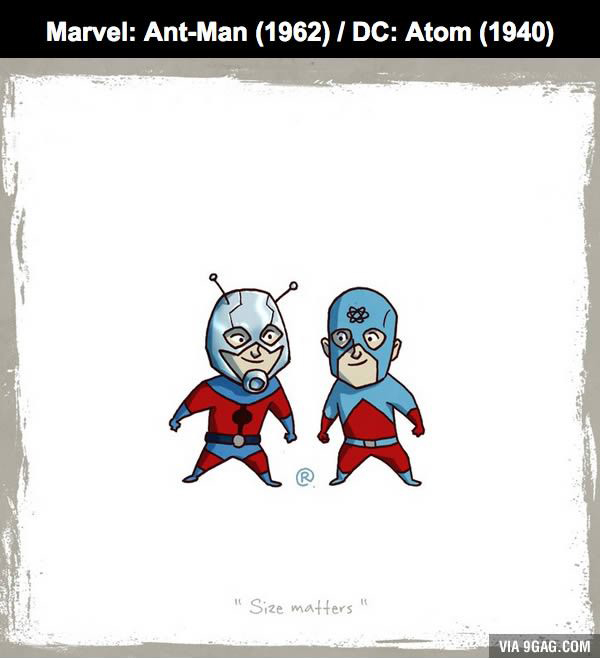 Marvel: Ant-Man (1962) / DC: Atom (1940)
®
" Size matters "
VIA 9GAG.COM